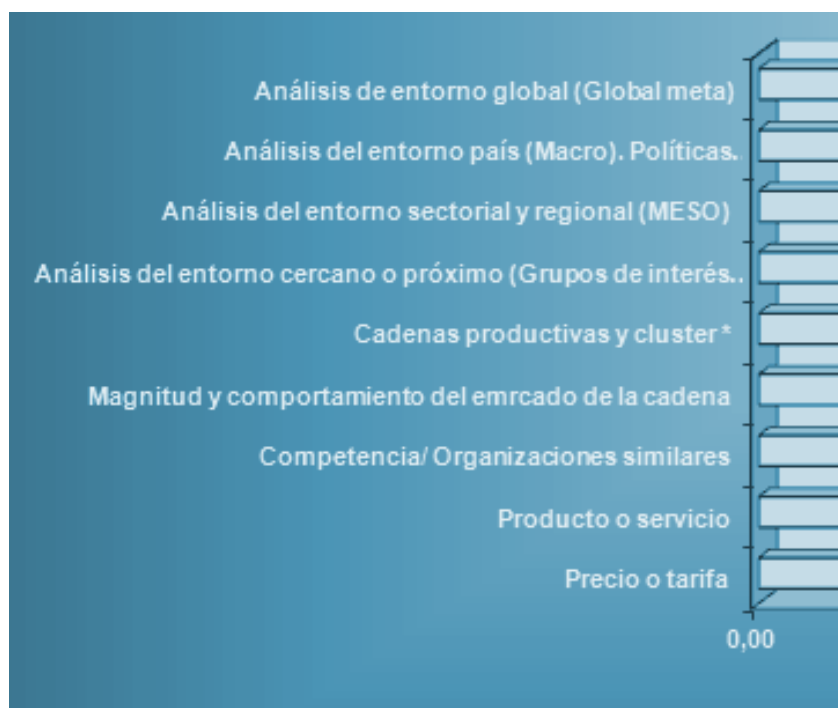 Análisis de entorno global (Global meta)
Análisis del entorno país (Macro). Políticas..
Análisis del entorno sectorial y regional (MESO)
Análisis del entorno cercano o próximo (Grupos de interés..
Cadenas productivas y cluster *
Magnitud y comportamiento del emrcado de la cadena
Competencia/ Organizaciones similares
Producto o servicio
Precio o tarifa
0,00